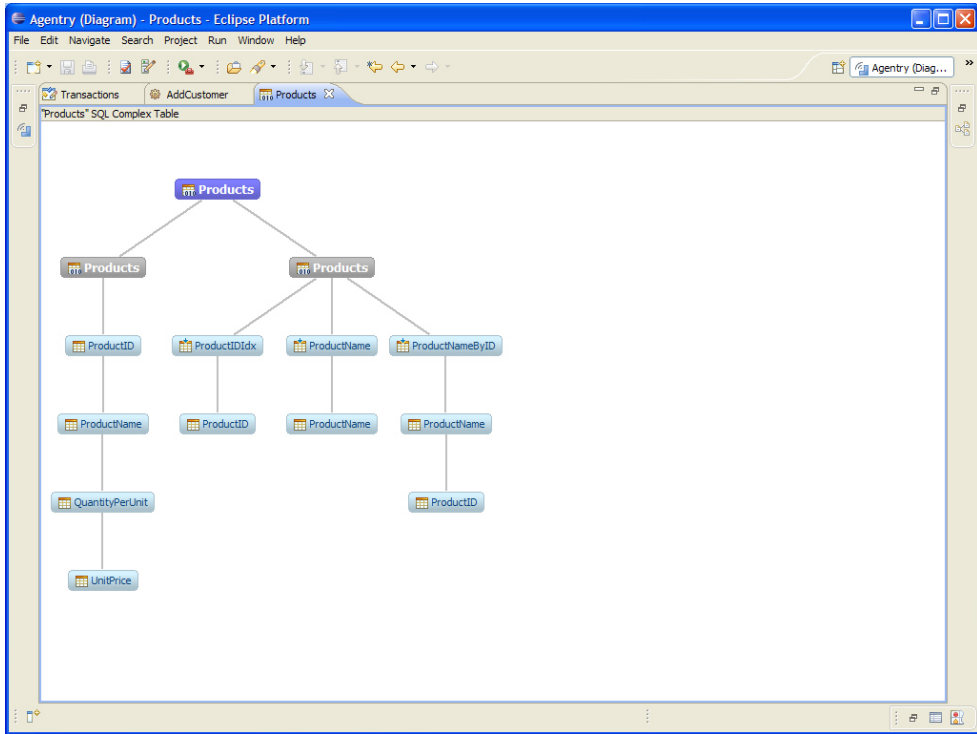 Agentry (Diagram) - Products - Eclipse Platform
File Edit Navigate Search Project Run Window Help
Agentry (Diag... »
Transactions AddCustomer Products
"Products" SQL Complex Table
Products
Products Products
ProductID ProductIDIdx ProductName ProductNameByID
ProductName ProductID ProductName ProductName
QuantityPerUnit ProductID
UnitPrice